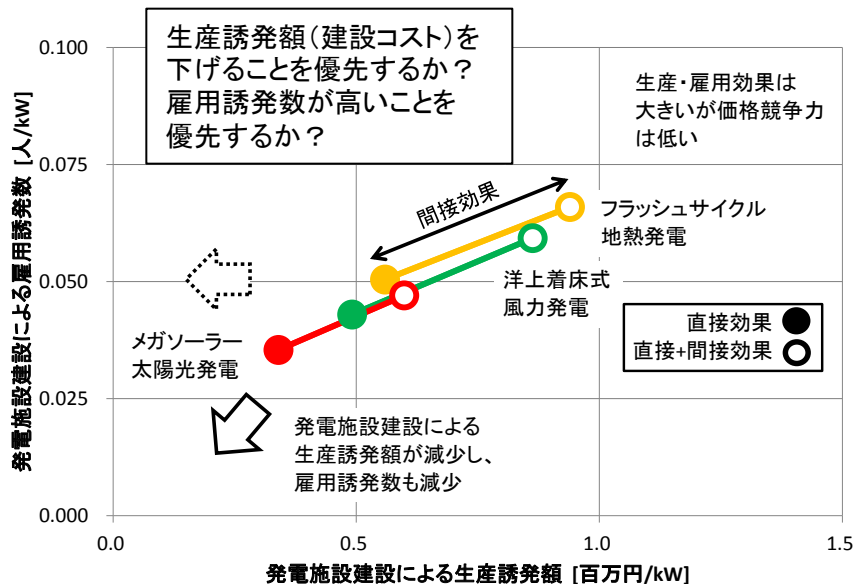 生産誘発額(建設コスト)を
下げることを優先するか?
雇用誘発数が高いことを
優先するか?
生産・雇用効果は
大きいが価格競争力
は低い
間接効果
フラッシュサイクル
地熱発電
洋上着床式
風力発電
直接効果
直接+間接効果
メガソーラー
太陽光発電
発電施設建設による
生産誘発額が減少し、
雇用誘発数も減少
発電施設建設による雇用誘発数 [人/kW]
0.100
0.075
0.050
0.025
0.000
0.0
0.5
1.0
1.5
発電施設建設による生産誘発額 [百万円/kW]